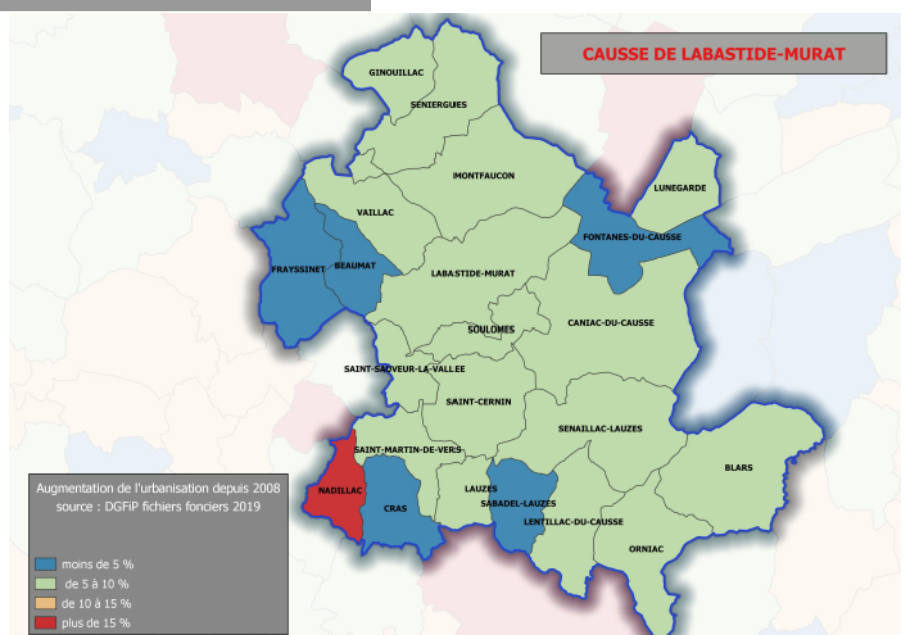 CAUSSE DE LABASTIDE-MURAT
GINOUILLAC
SÉNIERGUES
MONTFAUCON
LUNEGARDE
VAILLAC
FONTANES-DU-CAUSSE
FRAYSSINET
BEAUMAT
LABASTIDE-MURAT
CANIAC-DU-CAUSSE
SOULOMES
SAINT-SAUVEUR-LA-VALLEE
SAINT-CERNIN
SENAILLAC-LAUZES
SAINT-MARTIN-DE-VERS
BLARS
NADILLAC
CRAS
LAUZES
SABADEL-LAUZES
LENTILLAC-DU-CAUSSE
ORNIAC
Augmentation de l'urbanisation depuis 2008
source : DGFiP fichiers fonciers 2019
moins de 5 %
de 5 à 10 %
de 10 à 15 %
plus de 15 %